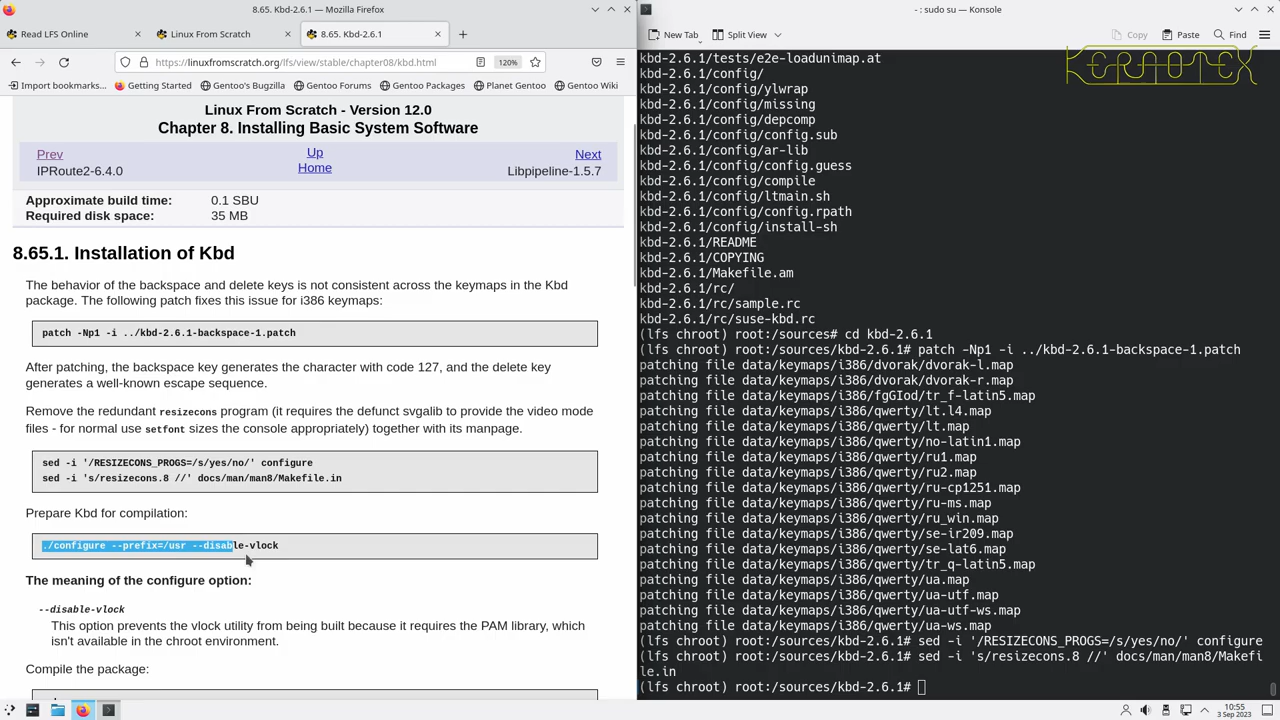 8.65. Kbd-2.6.1 — Mozilla Firefox
Read LFS Online
Linux From Scratch
8.65. Kbd-2.6.1
https://linuxfromscratch.org/lfs/view/stable/chapter08/kbd.html
120%
Import bookmarks...
Getting Started
Gentoo's Bugzilla
Gentoo Forums
Gentoo Packages
Planet Gentoo
Gentoo Wiki
Linux From Scratch - Version 12.0
Chapter 8. Installing Basic System Software
Prev
Up
Next
IPRoute2-6.4.0
Home
Libpipeline-1.5.7
Approximate build time: 0.1 SBU
Required disk space: 35 MB
8.65.1. Installation of Kbd
The behavior of the backspace and delete keys is not consistent across the keymaps in the Kbd
package. The following patch fixes this issue for i386 keymaps:
patch -Np1 -i ../kbd-2.6.1-backspace-1.patch
After patching, the backspace key generates the character with code 127, and the delete key
generates a well-known escape sequence.
Remove the redundant resizecons program (it requires the defunct svgalib to provide the video mode
files - for normal use setfont sizes the console appropriately) together with its manpage.
sed -i '/RESIZECONS_PROGS=/s/yes/no/' configure
sed -i 's/resizecons.8 //' docs/man/man8/Makefile.in
Prepare Kbd for compilation:
./configure --prefix=/usr --disable-vlock
The meaning of the configure option:
--disable-vlock
This option prevents the vlock utility from being built because it requires the PAM library, which
isn't available in the chroot environment.
Compile the package:
- : sudo su — Konsole
New Tab
Split View
Copy
Paste
Find
KERAOTEX
kbd-2.6.1/tests/e2e-loadunimap.at
kbd-2.6.1/config/
kbd-2.6.1/config/ylwrap
kbd-2.6.1/config/missing
kbd-2.6.1/config/depcomp
kbd-2.6.1/config/config.sub
kbd-2.6.1/config/ar-lib
kbd-2.6.1/config/config.guess
kbd-2.6.1/config/compile
kbd-2.6.1/config/ltmain.sh
kbd-2.6.1/config/config.rpath
kbd-2.6.1/config/install-sh
kbd-2.6.1/README
kbd-2.6.1/COPYING
kbd-2.6.1/Makefile.am
kbd-2.6.1/rc/
kbd-2.6.1/rc/sample.rc
kbd-2.6.1/rc/suse-kbd.rc
(lfs chroot) root:/sources# cd kbd-2.6.1
(lfs chroot) root:/sources/kbd-2.6.1# patch -Np1 -i ../kbd-2.6.1-backspace-1.patch
patching file data/keymaps/i386/dvorak/dvorak-l.map
patching file data/keymaps/i386/dvorak/dvorak-r.map
patching file data/keymaps/i386/fgGIod/tr_f-latin5.map
patching file data/keymaps/i386/qwerty/lt.l4.map
patching file data/keymaps/i386/qwerty/lt.map
patching file data/keymaps/i386/qwerty/no-latin1.map
patching file data/keymaps/i386/qwerty/ru1.map
patching file data/keymaps/i386/qwerty/ru2.map
patching file data/keymaps/i386/qwerty/ru-cp1251.map
patching file data/keymaps/i386/qwerty/ru-ms.map
patching file data/keymaps/i386/qwerty/ru_win.map
patching file data/keymaps/i386/qwerty/se-ir209.map
patching file data/keymaps/i386/qwerty/se-lat6.map
patching file data/keymaps/i386/qwerty/tr_q-latin5.map
patching file data/keymaps/i386/qwerty/ua.map
patching file data/keymaps/i386/qwerty/ua-utf.map
patching file data/keymaps/i386/qwerty/ua-utf-ws.map
patching file data/keymaps/i386/qwerty/ua-ws.map
(lfs chroot) root:/sources/kbd-2.6.1# sed -i '/RESIZECONS_PROGS=/s/yes/no/' configure
(lfs chroot) root:/sources/kbd-2.6.1# sed -i 's/resizecons.8 //' docs/man/man8/Makefi
le.in
(lfs chroot) root:/sources/kbd-2.6.1#
10:55
3 Sep 2023